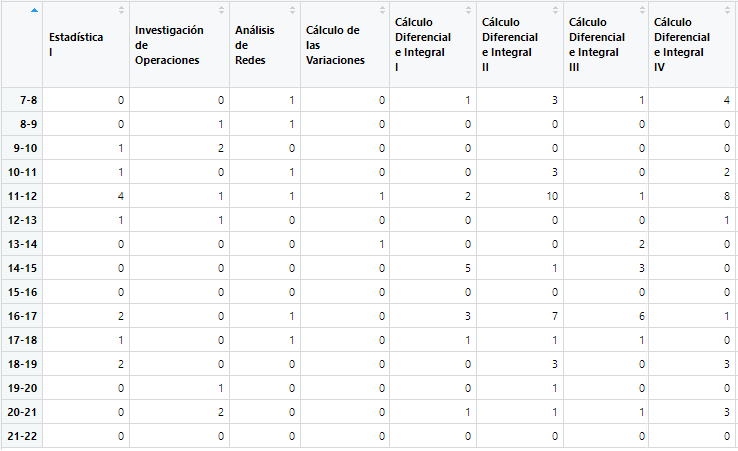 Estadística I Investigación de Operaciones Análisis de Redes Cálculo de las Variaciones Cálculo Diferencial e Integral I Cálculo Diferencial e Integral II Cálculo Diferencial e Integral III Cálculo Diferencial e Integral IV
7-8 0 0 1 0 1 3 1 4
8-9 0 1 1 0 0 0 0 0
9-10 1 2 0 0 0 0 0 0
10-11 1 0 1 0 0 3 0 2
11-12 4 1 1 1 2 10 1 8
12-13 1 1 0 0 0 0 0 1
13-14 0 0 0 1 0 0 2 0
14-15 0 0 0 0 5 1 3 0
15-16 0 0 0 0 0 0 0 0
16-17 2 0 1 0 3 7 6 1
17-18 1 0 1 0 1 1 1 0
18-19 2 0 0 0 0 3 0 3
19-20 0 1 0 0 0 1 0 0
20-21 0 2 0 0 1 1 1 3
21-22 0 0 0 0 0 0 0 0